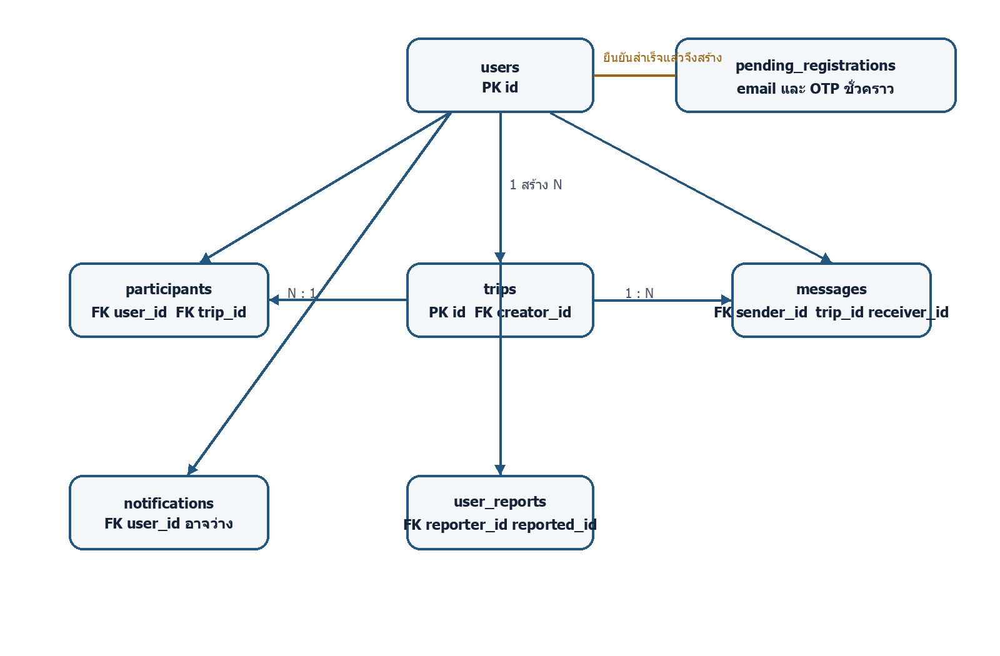 users
PK id
ยืนยันสำเร็จแล้วจึงสร้าง
pending_registrations
email และ OTP ชั่วคราว
1 สร้าง N
participants
FK user_id  FK trip_id
N : 1
trips
PK id  FK creator_id
1 : N
messages
FK sender_id  trip_id receiver_id
notifications
FK user_id อาจว่าง
user_reports
FK reporter_id reported_id